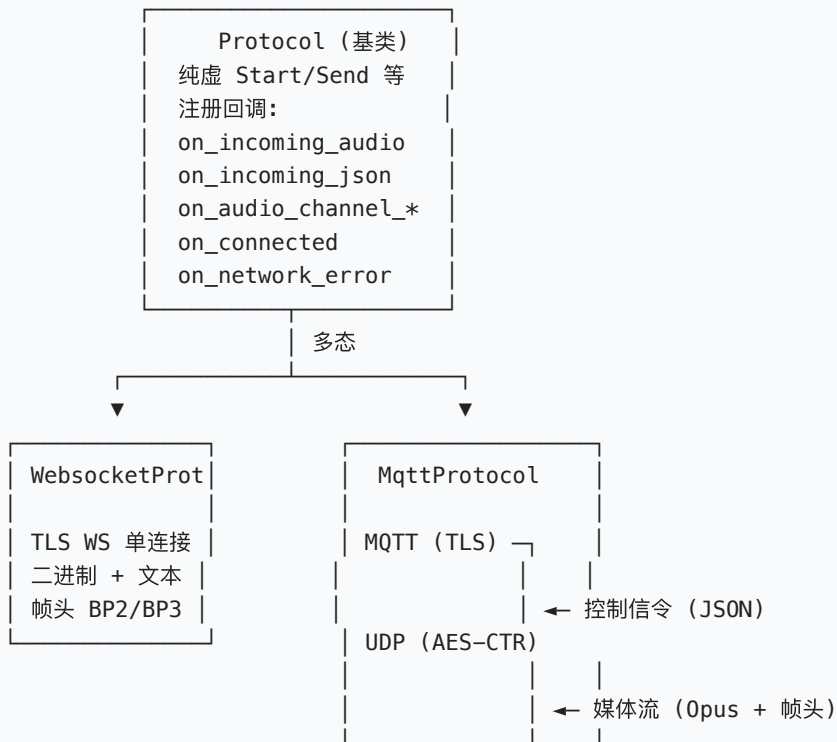 Protocol (基类)
纯虚 Start/Send 等
注册回调:
on_incoming_audio
on_incoming_json
on_audio_channel_*
on_connected
on_network_error
多态
WebsocketProt
TLS WS 单连接
二进制 + 文本
帧头 BP2/BP3
MqttProtocol
MQTT (TLS)
控制信令 (JSON)
UDP (AES-CTR)
媒体流 (Opus + 帧头)